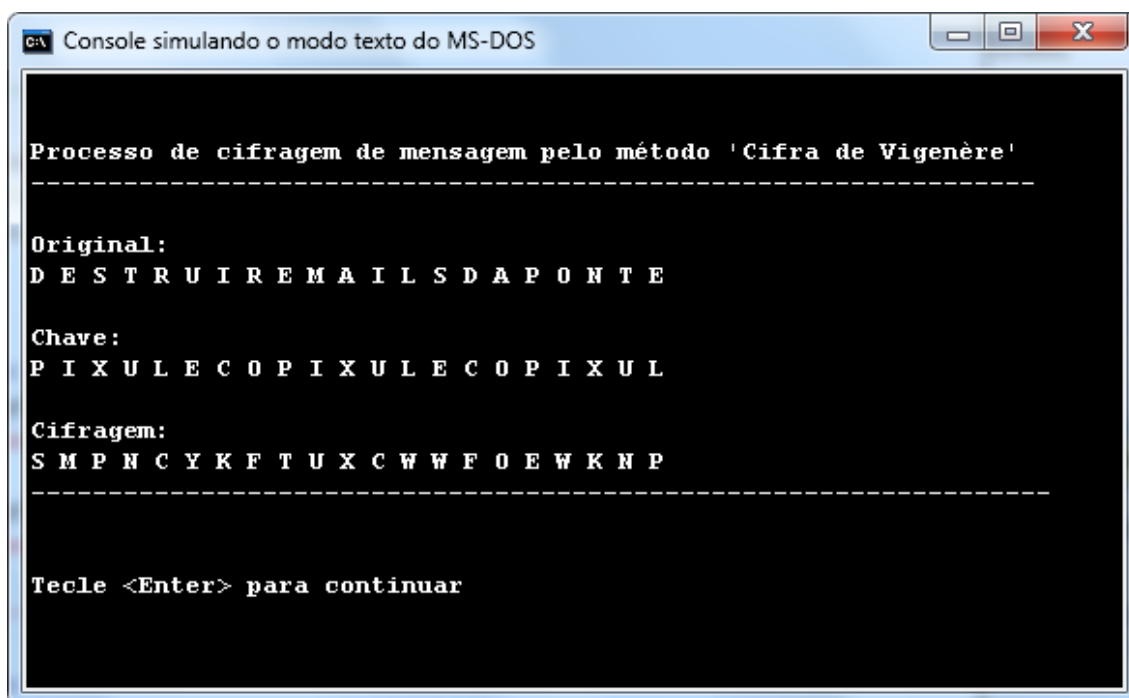 Console simulando o modo texto do MS-DOS
Processo de cifragem de mensagem pelo método 'Cifra de Vigenère'
-----------------------------------------------------------------
Original:
D E S T R U I R E M A I L S D A P O N T E
Chave:
P I X U L E C O P I X U L E C O P I X U L
Cifragem:
S M P N C Y K F T U X C W W F O E W K N P
------------------------------------------------------------------
Tecle <Enter> para continuar